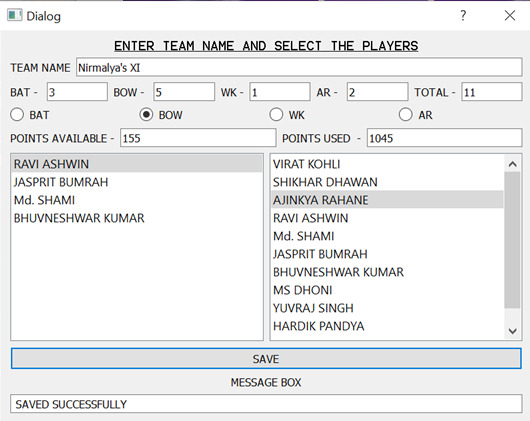 Dialog
ENTER TEAM NAME AND SELECT THE PLAYERS
TEAM NAME Nirmalya's XI
BAT - 3 BOW - 5 WK - 1 AR - 2 TOTAL - 11
BAT BOW WK AR
POINTS AVAILABLE - 155 POINTS USED - 1045
RAVI ASHWIN
JASPRIT BUMRAH
Md. SHAMI
BHUVNESHWAR KUMAR
VIRAT KOHLI
SHIKHAR DHAWAN
AJINKYA RAHANE
RAVI ASHWIN
Md. SHAMI
JASPRIT BUMRAH
BHUVNESHWAR KUMAR
MS DHONI
YUVRAJ SINGH
HARDIK PANDYA
SAVE
MESSAGE BOX
SAVED SUCCESSFULLY